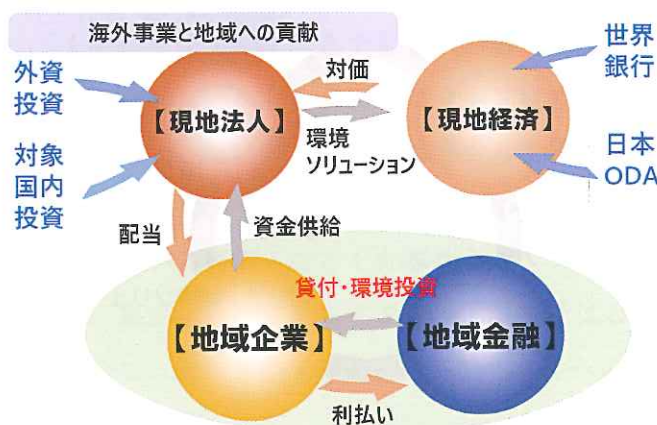 海外事業と地域への貢献
外資
投資
対価
世界
銀行
【現地法人】
【現地経済】
環境
ソリューション
対象
国内
投資
日本
ODA
配当
資金供給
貸付・環境投資
【地域企業】
【地域金融】
利払い